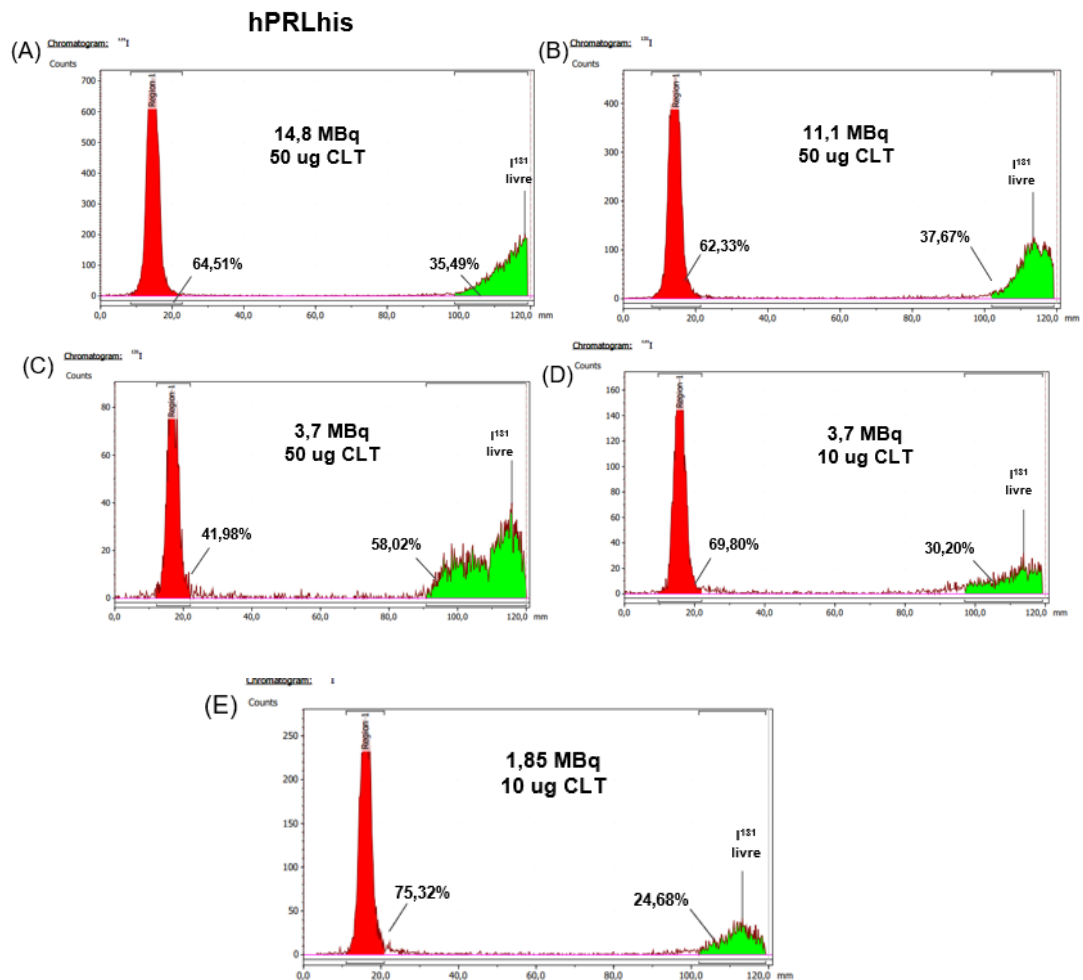 hPRLhis
(A)
Chromatogram: ¹³¹I
Counts
700
600
500
400
300
200
100
0
Region 1
14,8 MBq
50 ug CLT
I¹³¹
livre
64,51%
35,49%
0,0 20,0 40,0 60,0 80,0 100,0 120,0 mm
(B)
Chromatogram: ¹³¹I
Counts
400
300
200
100
0
Region 1
11,1 MBq
50 ug CLT
I¹³¹
livre
62,33%
37,67%
0,0 20,0 40,0 60,0 80,0 100,0 120,0 mm
(C)
Chromatogram: ¹³¹I
Counts
80
60
40
20
0
Region 1
3,7 MBq
50 ug CLT
I¹³¹
livre
41,98%
58,02%
0,0 20,0 40,0 60,0 80,0 100,0 120,0 mm
(D)
Chromatogram: ¹³¹I
Counts
160
140
120
100
80
60
40
20
0
Region 1
3,7 MBq
10 ug CLT
I¹³¹
livre
69,80%
30,20%
0,0 20,0 40,0 60,0 80,0 100,0 120,0 mm
(E)
Chromatogram: I
Counts
250
200
150
100
50
0
Region 1
1,85 MBq
10 ug CLT
I¹³¹
livre
75,32%
24,68%
0,0 20,0 40,0 60,0 80,0 100,0 120,0 mm